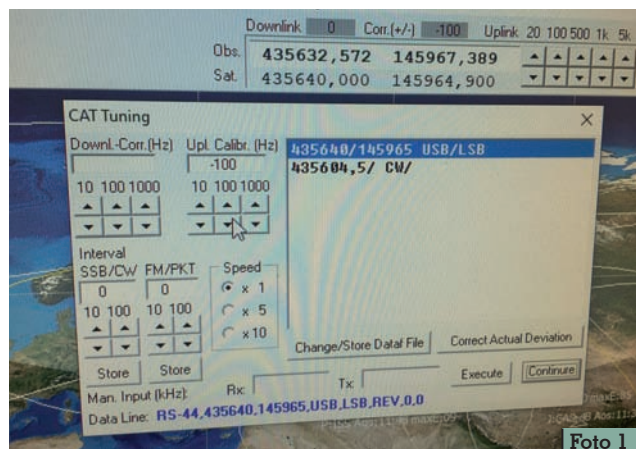 Downlink 0 Corr.(+/-) -100 Uplink 20 100 500 1k 5k
Obs. 435632,572 145967,389
Sat. 435640,000 145964,900
CAT Tuning
Downl.-Corr.(Hz) Upl. Calibr. (Hz)
-100
10 100 1000 10 100 1000
435640/145965 USB/LSB
435604,5/ CW/
Interval
SSB/CW FM/PKT
0 0
10 100 10 100
Store Store
Speed
x 1
x 5
x 10
Change/Store Dataf File Correct Actual Deviation
Man. Input (kHz): Rx: Tx: Execute Continue
Data Line: RS-44,435640,145965,USB,LSB,REV,0,0
Foto 1